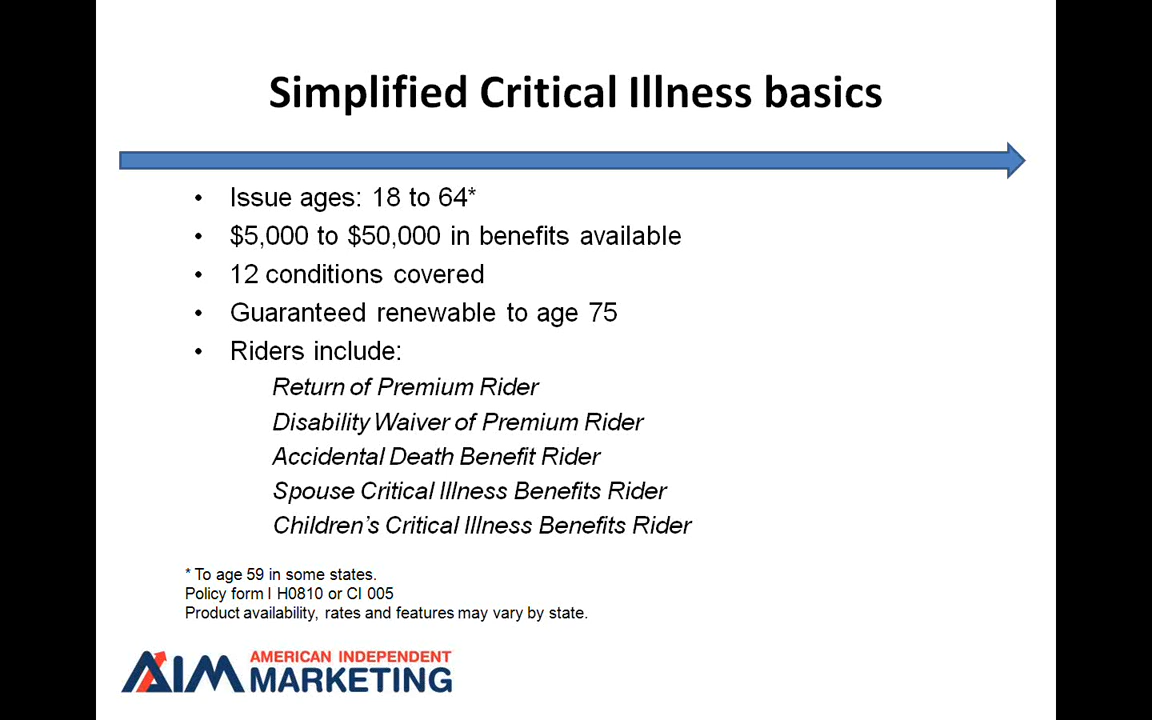 Simplified Critical Illness basics
• Issue ages: 18 to 64*
• $5,000 to $50,000 in benefits available
• 12 conditions covered
• Guaranteed renewable to age 75
• Riders include:
Return of Premium Rider
Disability Waiver of Premium Rider
Accidental Death Benefit Rider
Spouse Critical Illness Benefits Rider
Children’s Critical Illness Benefits Rider
* To age 59 in some states.
Policy form I H0810 or CI 005
Product availability, rates and features may vary by state.
AIM AMERICAN INDEPENDENT
MARKETING